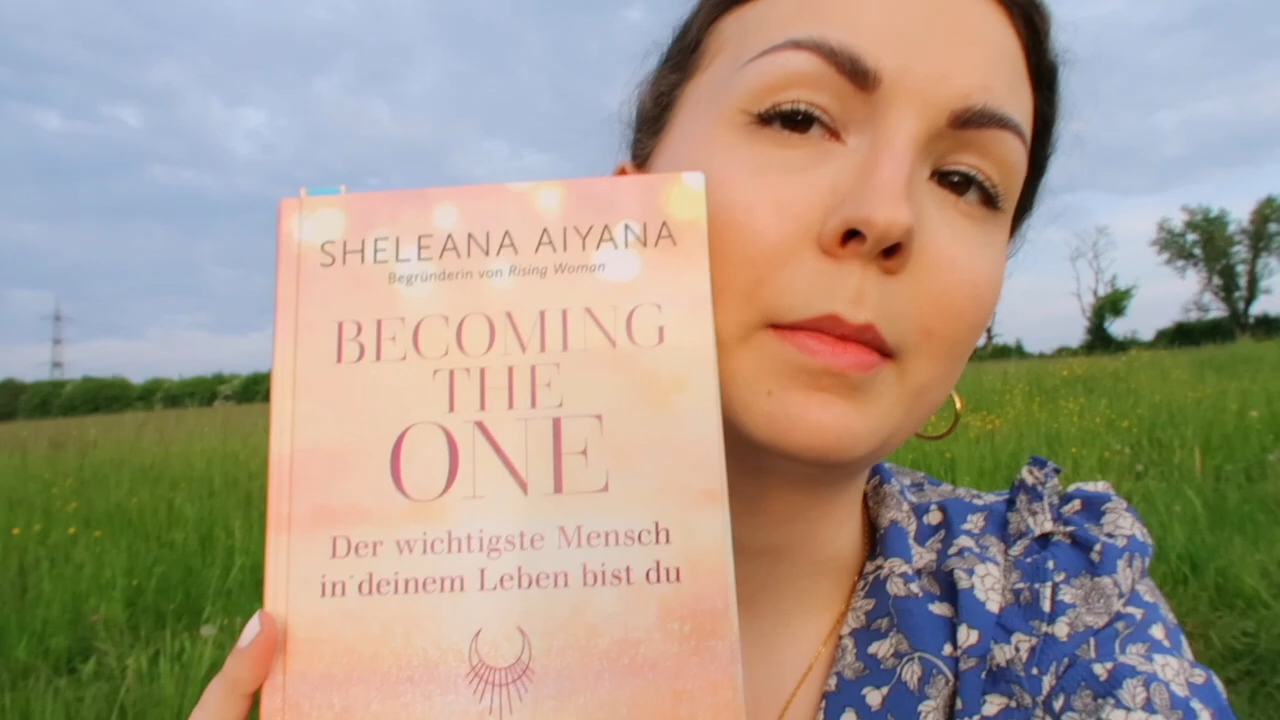 SHELEANA AIYANA
Begründerin von Rising Woman
BECOMING
THE
ONE
Der wichtigste Mensch
in deinem Leben bist du